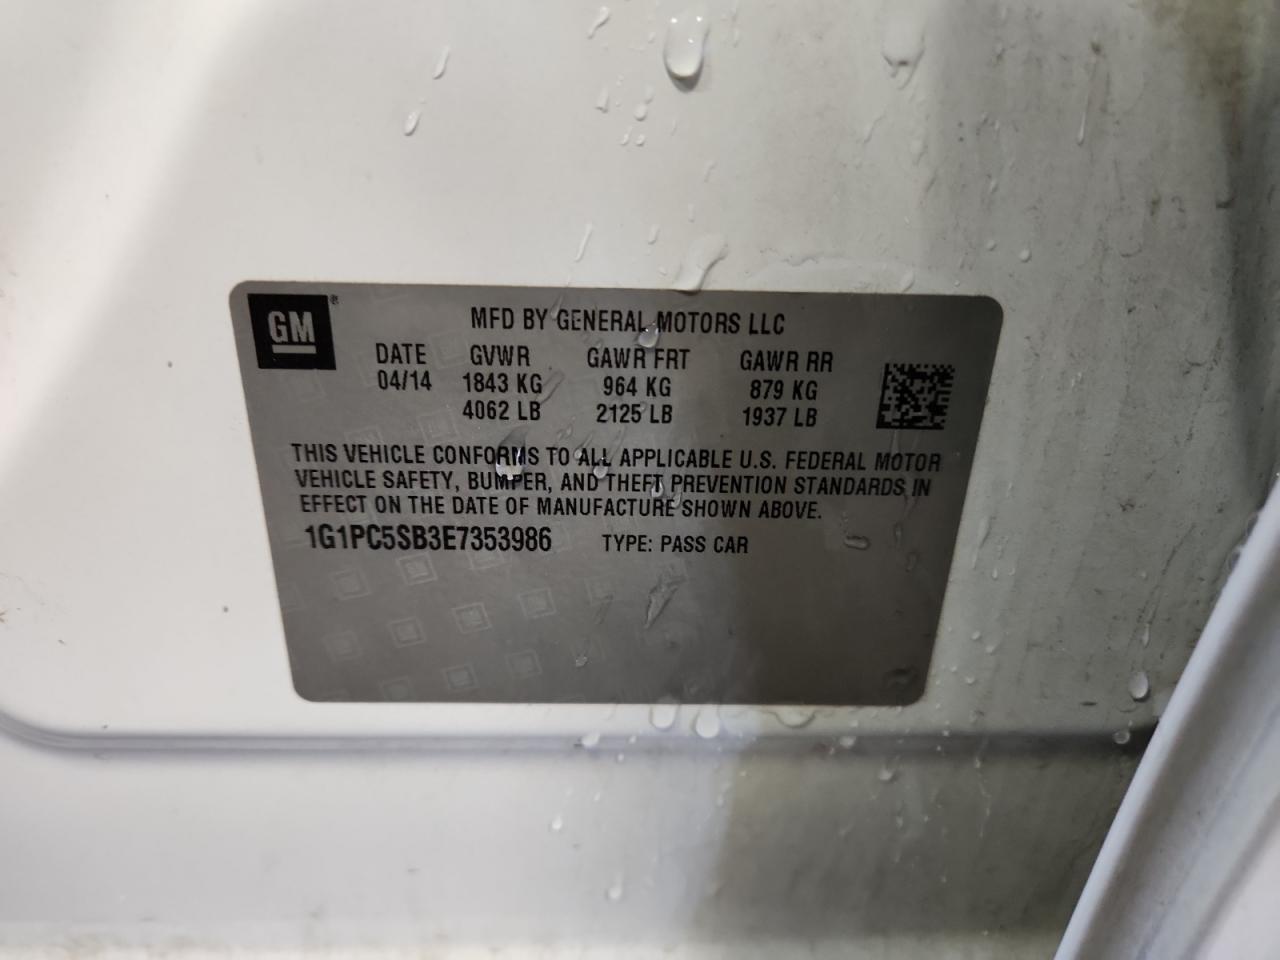 GM®
MFD BY GENERAL MOTORS LLC
DATE GVWR GAWR FRT GAWR RR
04/14 1843 KG 964 KG 879 KG
4062 LB 2125 LB 1937 LB
THIS VEHICLE CONFORMS TO ALL APPLICABLE U.S. FEDERAL MOTOR
VEHICLE SAFETY, BUMPER, AND THEFT PREVENTION STANDARDS IN
EFFECT ON THE DATE OF MANUFACTURE SHOWN ABOVE.
1G1PC5SB3E7353986 TYPE: PASS CAR